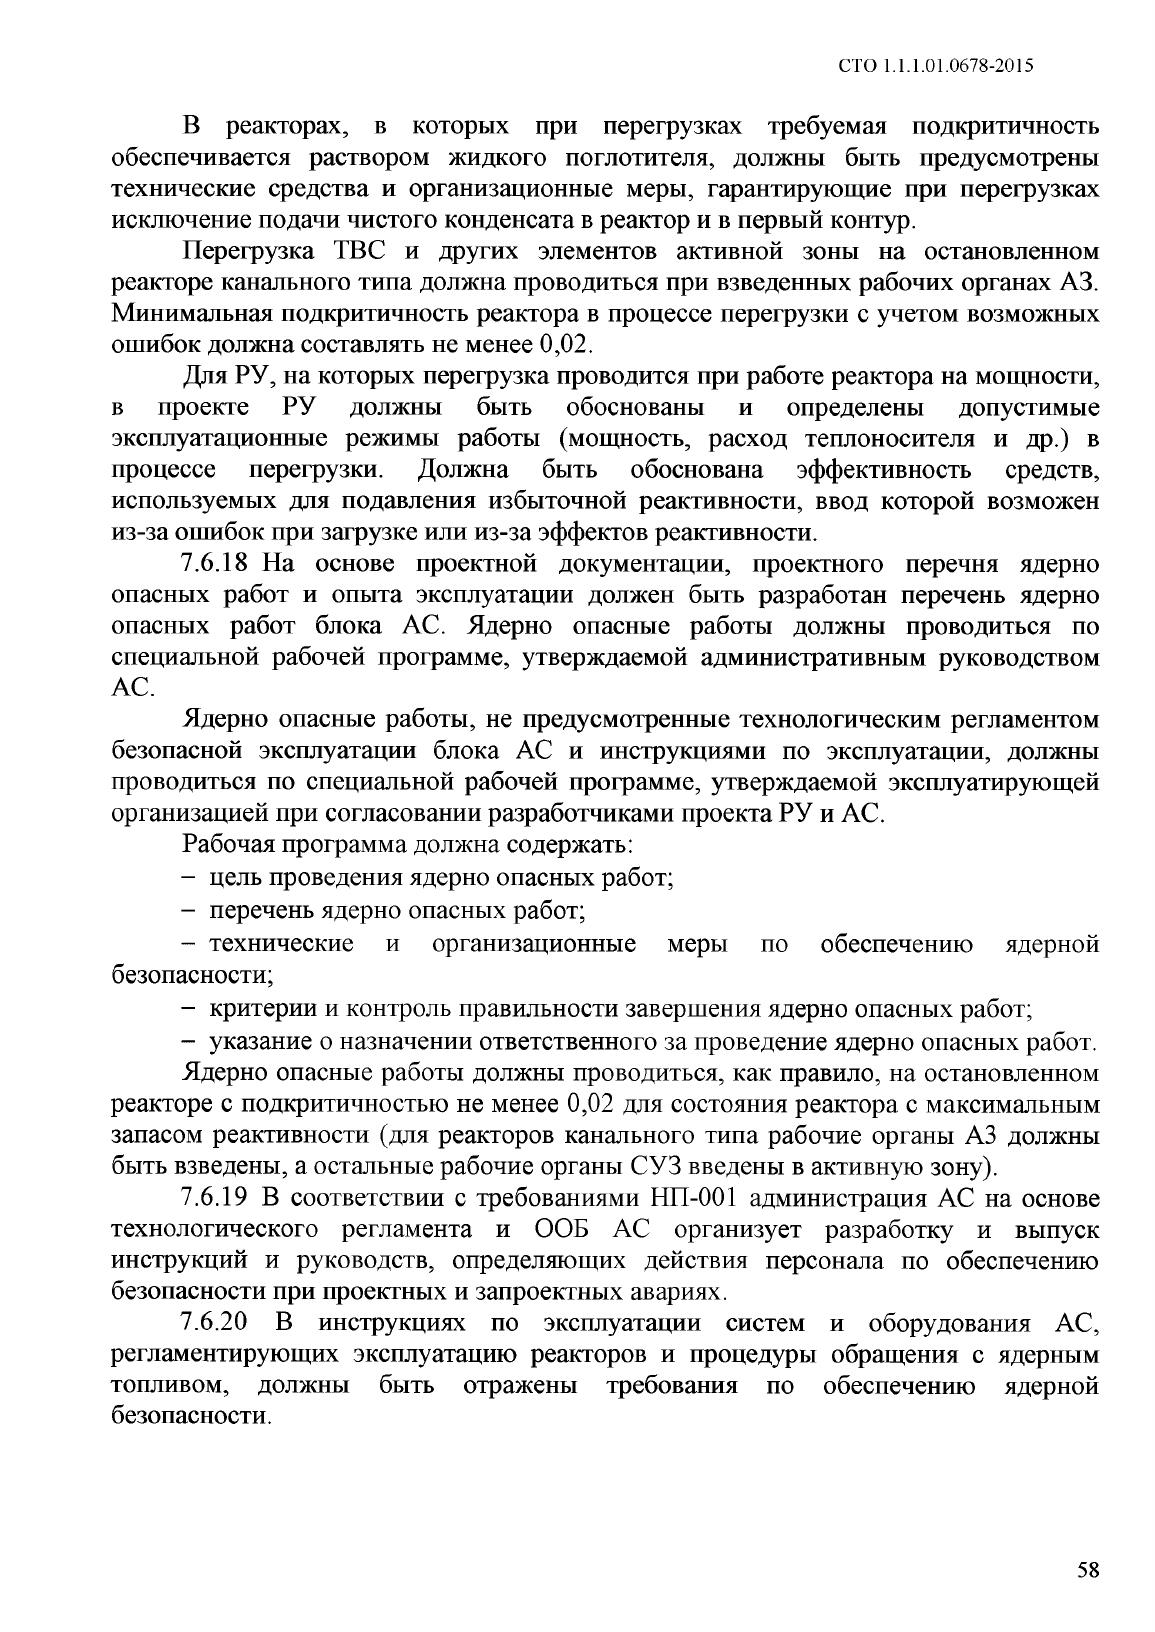 СТО 1.1.1.01.0678-2015
В реакторах, в которых при перегрузках требуемая подкритичность
обеспечивается раствором жидкого поглотителя, должны быть предусмотрены
технические средства и организационные меры, гарантирующие при перегрузках
исключение подачи чистого конденсата в реактор и в первый контур.
Перегрузка ТВС и других элементов активной зоны на остановленном
реакторе канального типа должна проводиться при взведенных рабочих органах АЗ.
Минимальная подкритичность реактора в процессе перегрузки с учетом возможных
ошибок должна составлять не менее 0,02.
Для РУ, на которых перегрузка проводится при работе реактора на мощности,
в проекте РУ должны быть обоснованы и определены допустимые
эксплуатационные режимы работы (мощность, расход теплоносителя и др.) в
процессе перегрузки. Должна быть обоснована эффективность средств,
используемых для подавления избыточной реактивности, ввод которой возможен
из-за ошибок при загрузке или из-за эффектов реактивности.
7.6.18 На основе проектной документации, проектного перечня ядерно
опасных работ и опыта эксплуатации должен быть разработан перечень ядерно
опасных работ блока АС. Ядерно опасные работы должны проводиться по
специальной рабочей программе, утверждаемой административным руководством
АС.
Ядерно опасные работы, не предусмотренные технологическим регламентом
безопасной эксплуатации блока АС и инструкциями по эксплуатации, должны
проводиться по специальной рабочей программе, утверждаемой эксплуатирующей
организацией при согласовании разработчиками проекта РУ и АС.
Рабочая программа должна содержать:
– цель проведения ядерно опасных работ;
– перечень ядерно опасных работ;
– технические и организационные меры по обеспечению ядерной
безопасности;
– критерии и контроль правильности завершения ядерно опасных работ;
– указание о назначении ответственного за проведение ядерно опасных работ.
Ядерно опасные работы должны проводиться, как правило, на остановленном
реакторе с подкритичностью не менее 0,02 для состояния реактора с максимальным
запасом реактивности (для реакторов канального типа рабочие органы АЗ должны
быть взведены, а остальные рабочие органы СУЗ введены в активную зону).
7.6.19 В соответствии с требованиями НП-001 администрация АС на основе
технологического регламента и ООБ АС организует разработку и выпуск
инструкций и руководств, определяющих действия персонала по обеспечению
безопасности при проектных и запроектных авариях.
7.6.20 В инструкциях по эксплуатации систем и оборудования АС,
регламентирующих эксплуатацию реакторов и процедуры обращения с ядерным
топливом, должны быть отражены требования по обеспечению ядерной
безопасности.
58